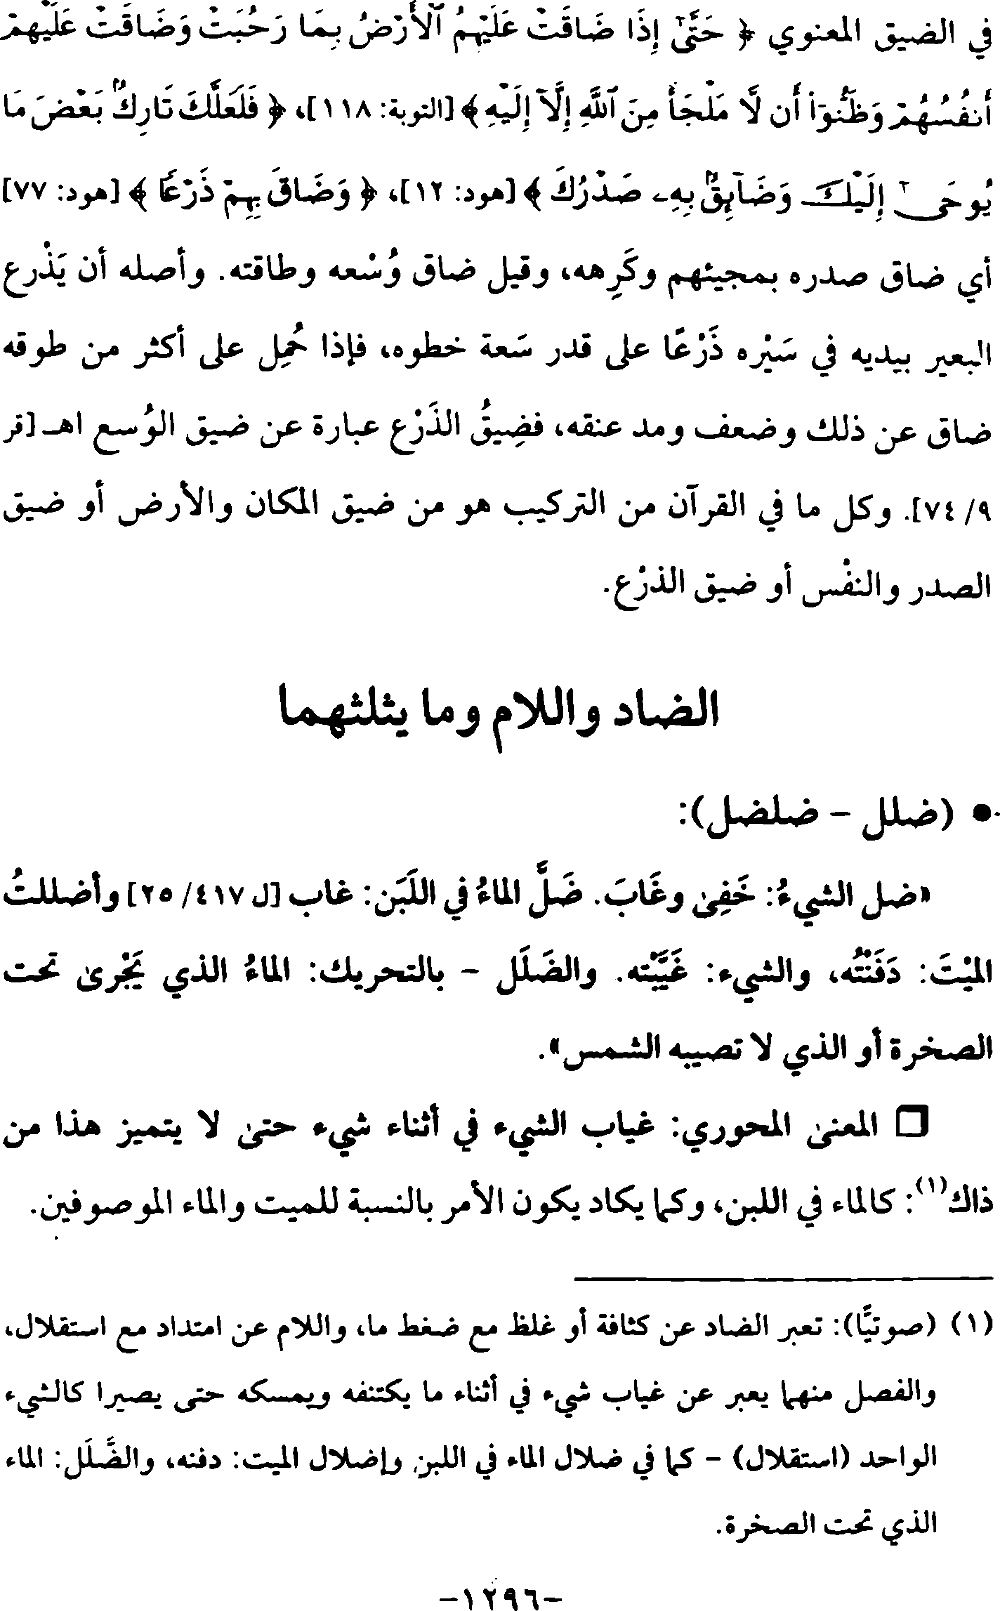 في الضيق المعنوي ﴿ حَتَّىٰٓ إِذَا ضَاقَتْ عَلَيْهِمُ ٱلْأَرْضُ بِمَا رَحُبَتْ وَضَاقَتْ عَلَيْهِمْ
أَنفُسُهُمْ وَظَنُّوٓا۟ أَن لَّا مَلْجَأَ مِنَ ٱللَّهِ إِلَّآ إِلَيْهِ ﴾ [التوبة: ١١٨]، ﴿ فَلَعَلَّكَ تَارِكٌۢ بَعْضَ مَا
يُوحَىٰٓ إِلَيْكَ وَضَآئِقٌۢ بِهِۦ صَدْرُكَ ﴾ [هود: ١٢]، ﴿ وَضَاقَ بِهِمْ ذَرْعًا ﴾ [هود: ٧٧]
أي ضاق صدره بمجيئهم وكَرِهه، وقيل ضاق وُسْعه وطاقته. وأصله أن يَذْرع
البعير بيديه في سَيْره ذَرْعًا على قدر سَعة خطوه، فإذا حُمِل على أكثر من طوقه
ضاق عن ذلك وضعف ومد عنقه، فضِيقُ الذَرْع عبارة عن ضيق الوُسع اهـ [قر
٩/ ٧٤]. وكل ما في القرآن من التركيب هو من ضيق المكان والأرض أو ضيق
الصدر والنفْس أو ضيق الذرْع.
الضاد واللام وما يثلثهما
• (ضلل - ضلضل):
«ضل الشيءُ: خَفِىٰ وغَابَ. ضَلَّ الماءُ في اللَبَن: غاب [ل ٤١٧/ ٢٥] وأضللتُ
الميْتَ: دَفَنْتُه، والشيء: غَيَّبْته. والضَلَل - بالتحريك: الماءُ الذي يَجْرىٰ تحت
الصخرة أو الذي لا تصيبه الشمس».
❒ المعنىٰ المحوري: غياب الشيء في أثناء شيء حتىٰ لا يتميز هذا من
ذاك(١): كالماء في اللبن، وكما يكاد يكون الأمر بالنسبة للميت والماء الموصوفين.
(١) (صوتيًّا): تعبر الضاد عن كثافة أو غلظ مع ضغط ما، واللام عن امتداد مع استقلال،
والفصل منهما يعبر عن غياب شيء في أثناء ما يكتنفه ويمسكه حتى يصيرا كالشيء
الواحد (استقلال) - كما في ضلال الماء في اللبن وإضلال الميت: دفنه، والضَّلَل: الماء
الذي تحت الصخرة.
-١٢٩٦-